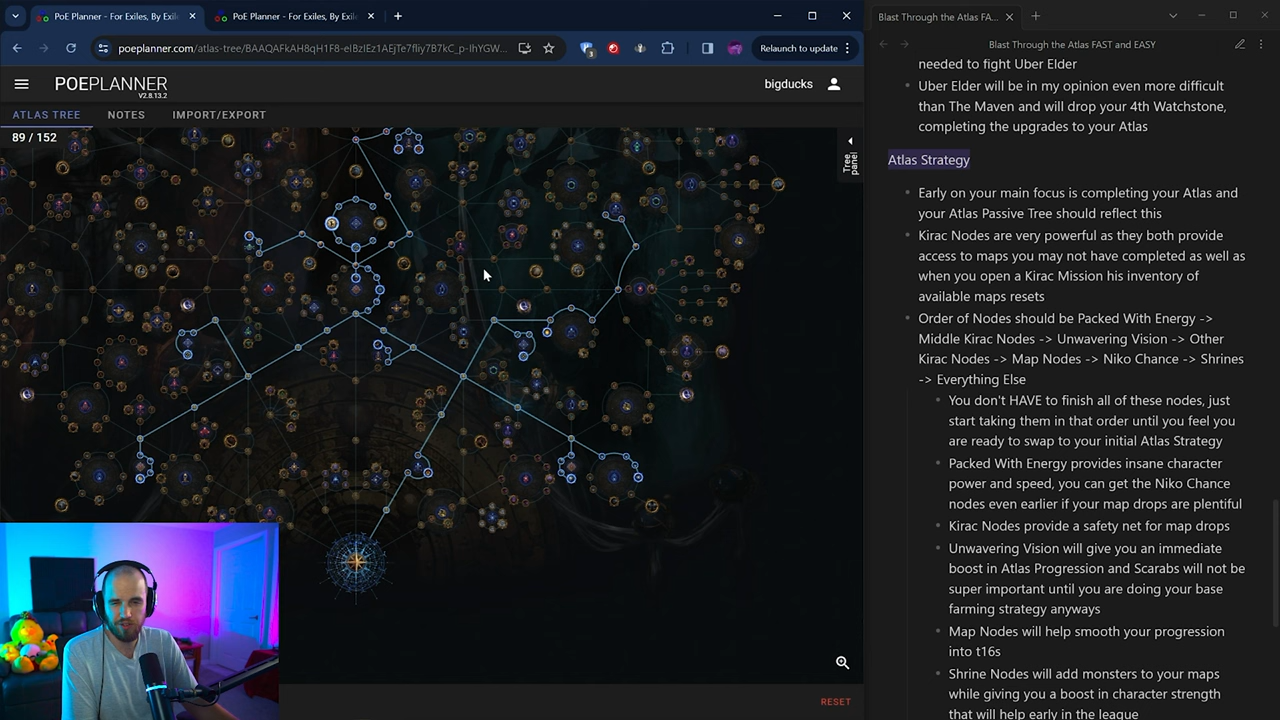 PoE Planner - For Exiles, By Exile
PoE Planner - For Exiles, By Exile
poeplanner.com/atlas-tree/BAAQAFkAH8qH1F8-eIBzIEz1AEjTe7fliy7B7kC_p-IhYGW...
3
Relaunch to update
POEPLANNER
V2.8.13.2
bigducks
ATLAS TREE
NOTES
IMPORT/EXPORT
89 / 152
Tree panel
RESET
Blast Through the Atlas FA...
Blast Through the Atlas FAST and EASY
needed to fight Uber Elder
Uber Elder will be in my opinion even more difficult
than The Maven and will drop your 4th Watchstone,
completing the upgrades to your Atlas
Atlas Strategy
Early on your main focus is completing your Atlas and
your Atlas Passive Tree should reflect this
Kirac Nodes are very powerful as they both provide
access to maps you may not have completed as well as
when you open a Kirac Mission his inventory of
available maps resets
Order of Nodes should be Packed With Energy ->
Middle Kirac Nodes -> Unwavering Vision -> Other
Kirac Nodes -> Map Nodes -> Niko Chance -> Shrines
-> Everything Else
You don't HAVE to finish all of these nodes, just
start taking them in that order until you feel you
are ready to swap to your initial Atlas Strategy
Packed With Energy provides insane character
power and speed, you can get the Niko Chance
nodes even earlier if your map drops are plentiful
Kirac Nodes provide a safety net for map drops
Unwavering Vision will give you an immediate
boost in Atlas Progression and Scarabs will not be
super important until you are doing your base
farming strategy anyways
Map Nodes will help smooth your progression
into t16s
Shrine Nodes will add monsters to your maps
while giving you a boost in character strength
that will help early in the league